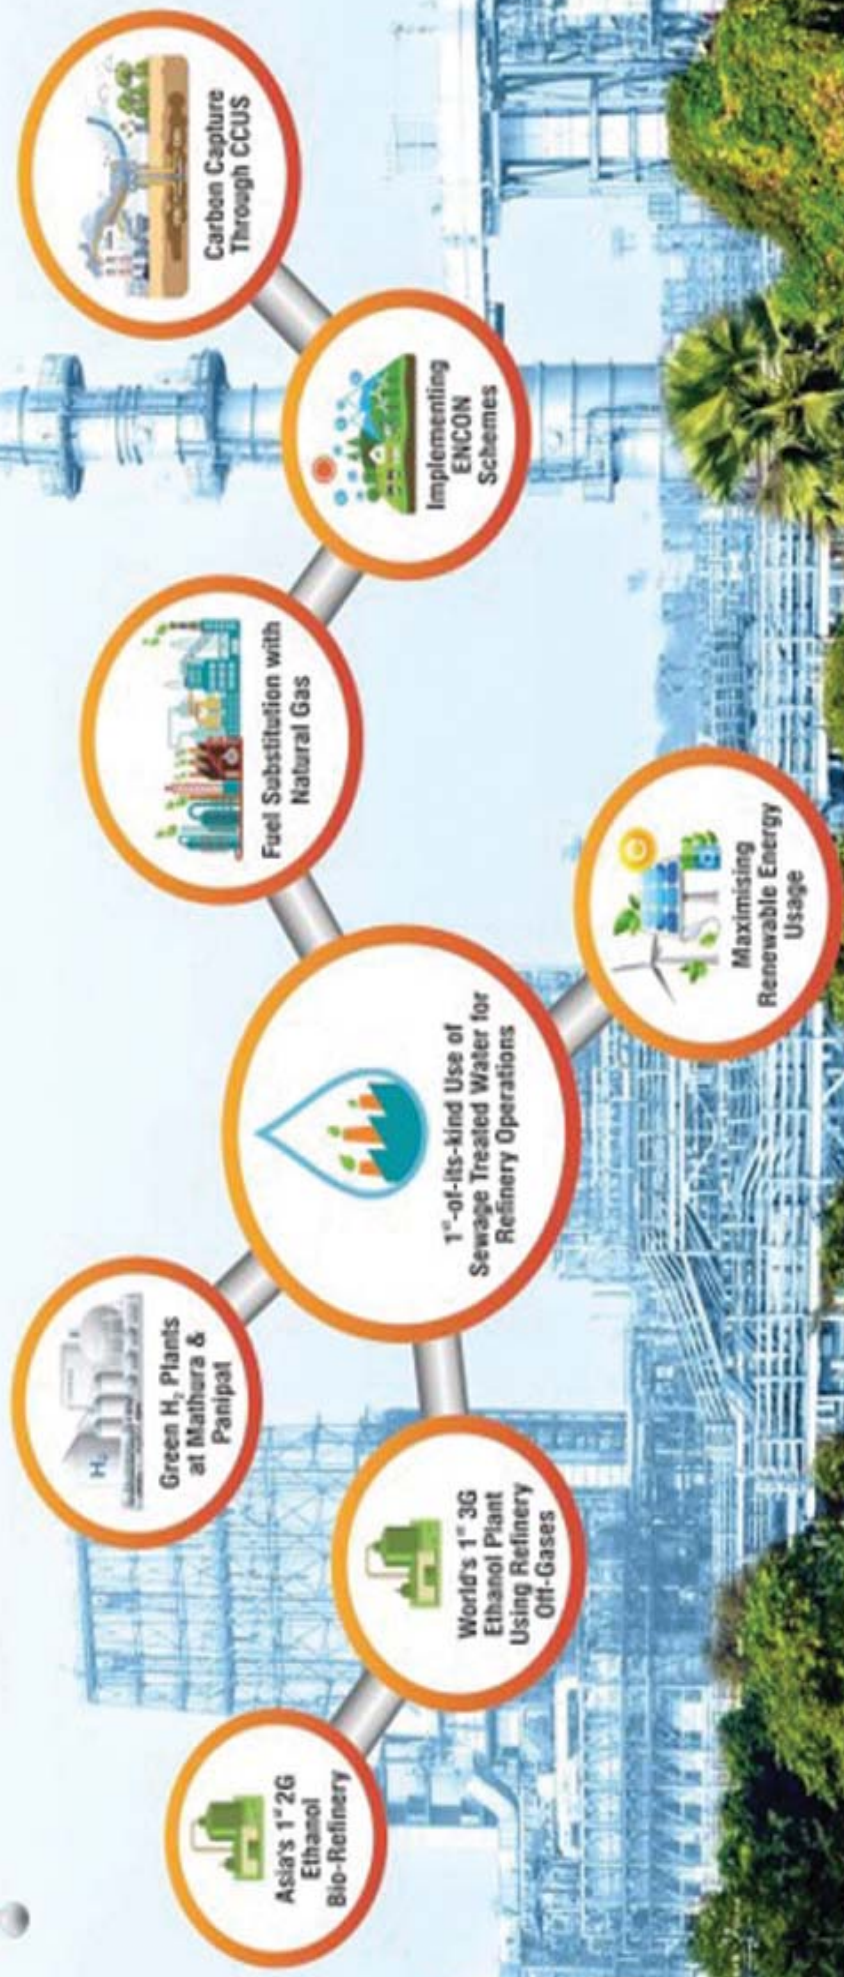 Asia's 1st 2G
Ethanol
Bio-Refinery
World's 1st 3G
Ethanol Plant
Using Refinery
Off-Gases
Green H₂ Plants
at Mathura &
Panipat
H₂
1st-of-its-kind Use of
Sewage Treated Water for
Refinery Operations
Maximising
Renewable Energy
Usage
Fuel Substitution with
Natural Gas
Implementing
ENCON
Schemes
Carbon Capture
Through CCUS